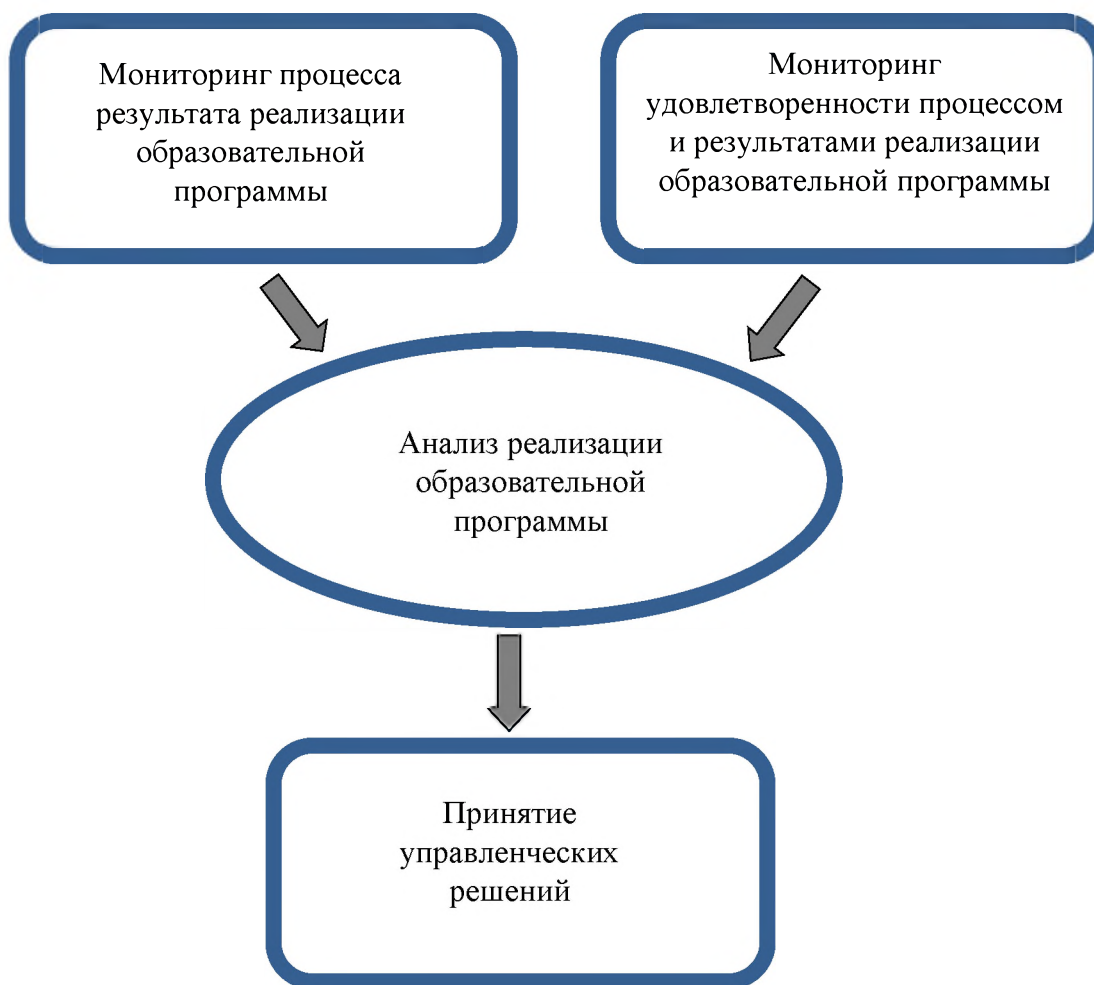 Мониторинг процесса
результата реализации
образовательной
программы
Мониторинг
удовлетворенности процессом
и результатами реализации
образовательной программы
Анализ реализации
образовательной
программы
Принятие
управленческих
решений